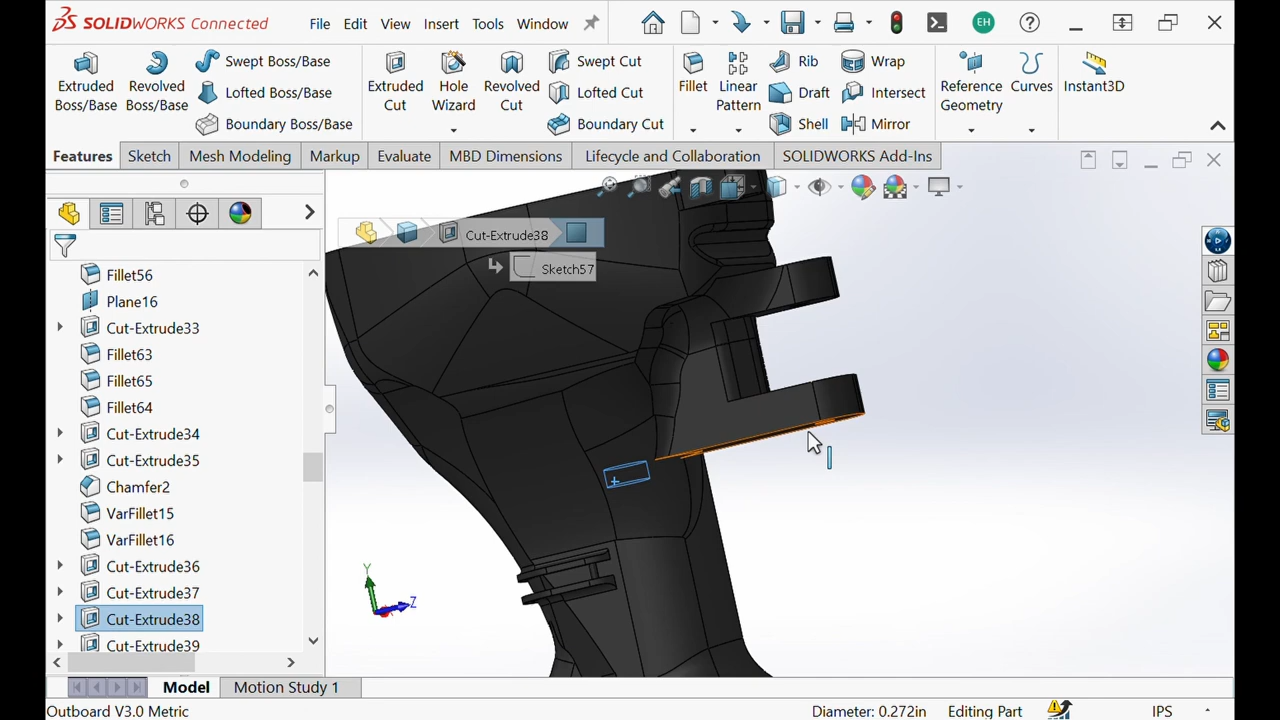 SOLIDWORKS Connected
File Edit View Insert Tools Window
EH
Extruded Boss/Base
Revolved Boss/Base
Swept Boss/Base
Lofted Boss/Base
Boundary Boss/Base
Extruded Cut
Hole Wizard
Revolved Cut
Swept Cut
Lofted Cut
Boundary Cut
Fillet
Linear Pattern
Rib
Draft
Shell
Wrap
Intersect
Mirror
Reference Geometry
Curves
Instant3D
Features Sketch Mesh Modeling Markup Evaluate MBD Dimensions Lifecycle and Collaboration SOLIDWORKS Add-Ins
Cut-Extrude38
Sketch57
Fillet56
Plane16
Cut-Extrude33
Fillet63
Fillet65
Fillet64
Cut-Extrude34
Cut-Extrude35
Chamfer2
VarFillet15
VarFillet16
Cut-Extrude36
Cut-Extrude37
Cut-Extrude38
Cut-Extrude39
Y
Z
Model Motion Study 1
Outboard V3.0 Metric Diameter: 0.272in Editing Part IPS